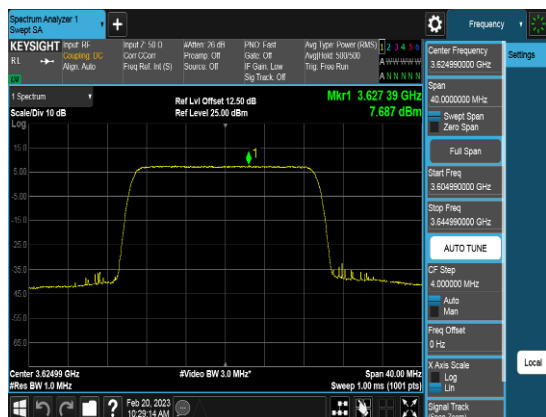 Spectrum Analyzer 1
Swept SA
Frequency
KEYSIGHT
RL
Input: RF
Coupling: DC
Align: Auto
Input Z: 50 Ω
Corr CCorr
Freq Ref: Int (S)
#Atten: 26 dB
Preamp: Off
Source: Off
PNO: Fast
Gate: Off
IF Gain: Low
Sig Track: Off
Avg Type: Power (RMS)
Avg|Hold: 500/500
Trig: Free Run
1 2 3 4 5 6
A W W W W W
A N N N N N
LV
1 Spectrum
Scale/Div 10 dB
Log
Ref Lvl Offset 12.50 dB
Ref Level 25.00 dBm
Mkr1 3.627 39 GHz
7.687 dBm
1
15.0
5.00
-5.00
-15.0
-25.0
-35.0
-45.0
-55.0
-65.0
Center 3.62499 GHz
#Res BW 1.0 MHz
#Video BW 3.0 MHz*
Span 40.00 MHz
Sweep 1.00 ms (1001 pts)
Feb 20, 2023
10:29:14 AM
Center Frequency
3.624990000 GHz
Span
40.0000000 MHz
Swept Span
Zero Span
Full Span
Start Freq
3.604990000 GHz
Stop Freq
3.644990000 GHz
AUTO TUNE
CF Step
4.000000 MHz
Auto
Man
Freq Offset
0 Hz
X Axis Scale
Log
Lin
Signal Track
(Span Zoom)
Settings
Local